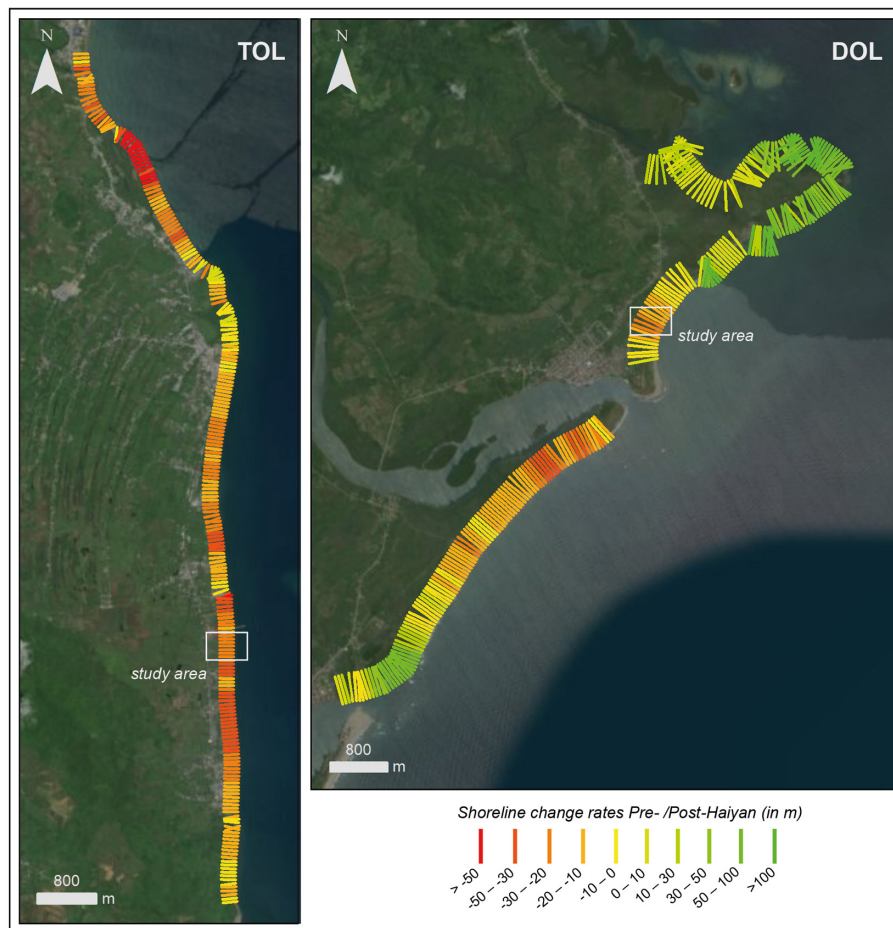 N
TOL
study area
800
m
N
DOL
study area
800
m
Shoreline change rates Pre- /Post-Haiyan (in m)
> -50
-50 – -30
-30 – -20
-20 – -10
-10 – 0
0 – 10
10 – 30
30 – 50
50 – 100
>100